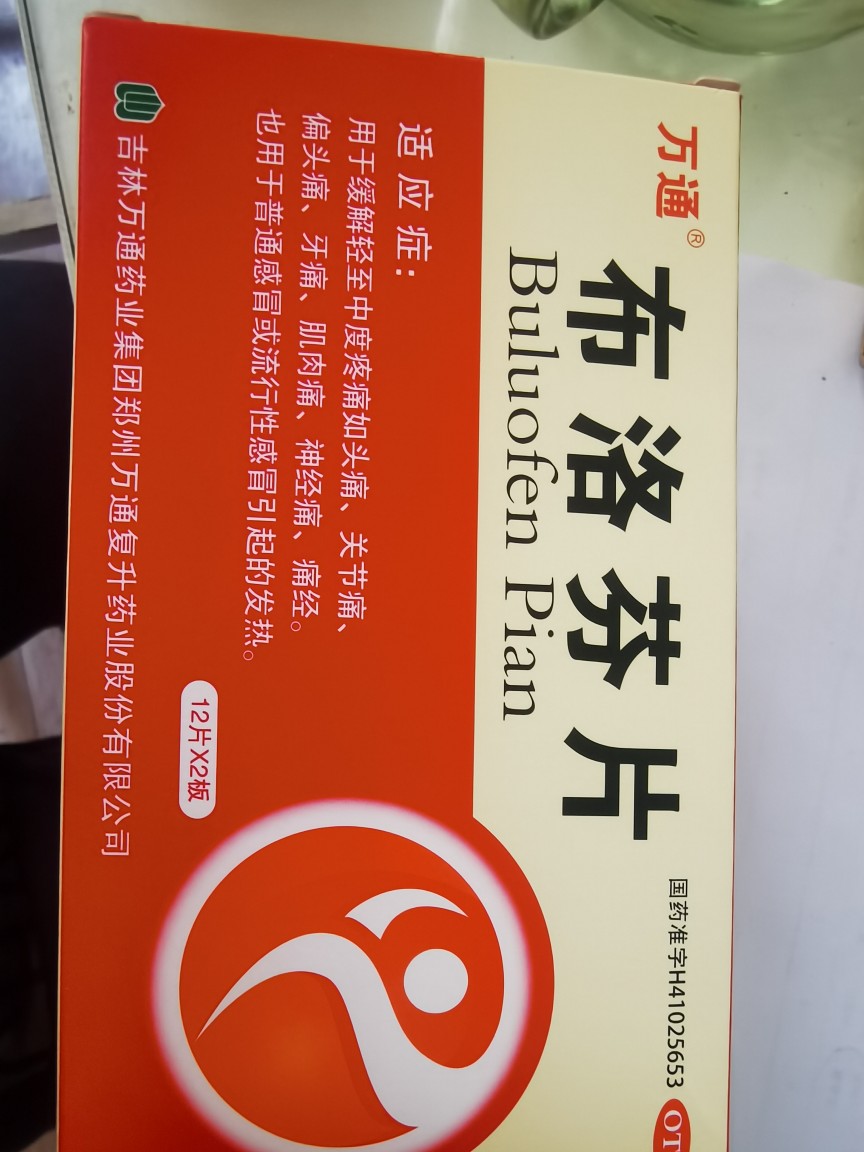 万通®
布洛芬片
Buluofen Pian
国药准字H41025653
OT
适应症：
用于缓解轻至中度疼痛如头痛、关节痛、
偏头痛、牙痛、肌肉痛、神经痛、痛经。
也用于普通感冒或流行性感冒引起的发热。
12片X2板
吉林万通药业集团郑州万通复升药业股份有限公司